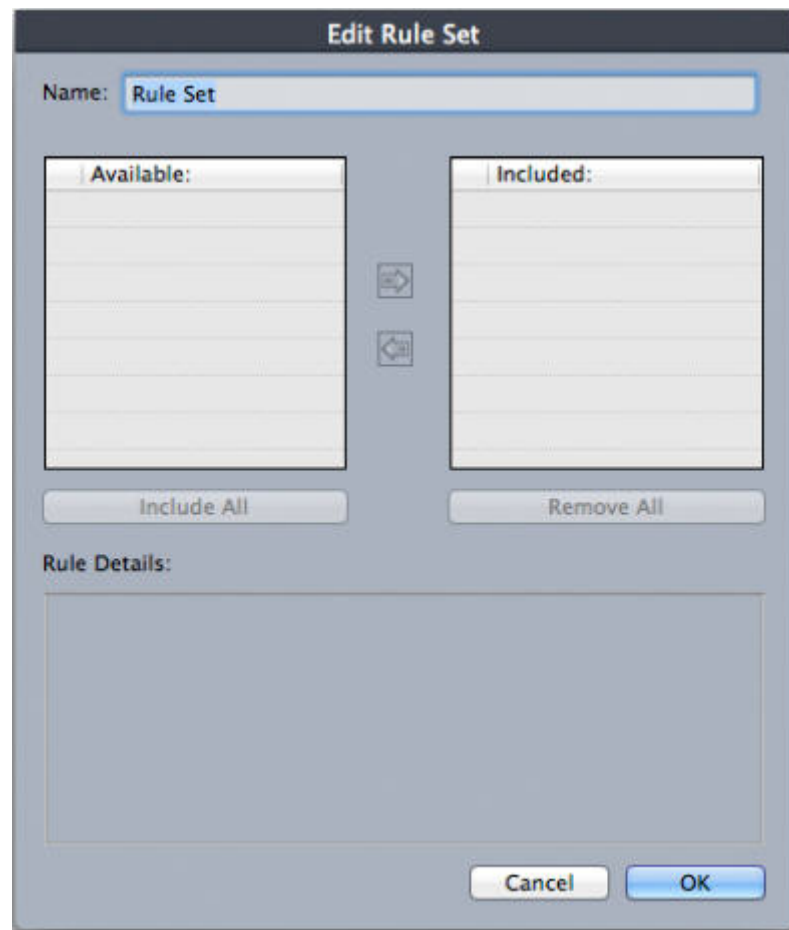 Edit Rule Set
Name: Rule Set
Available: Included:
Include All Remove All
Rule Details:
Cancel OK